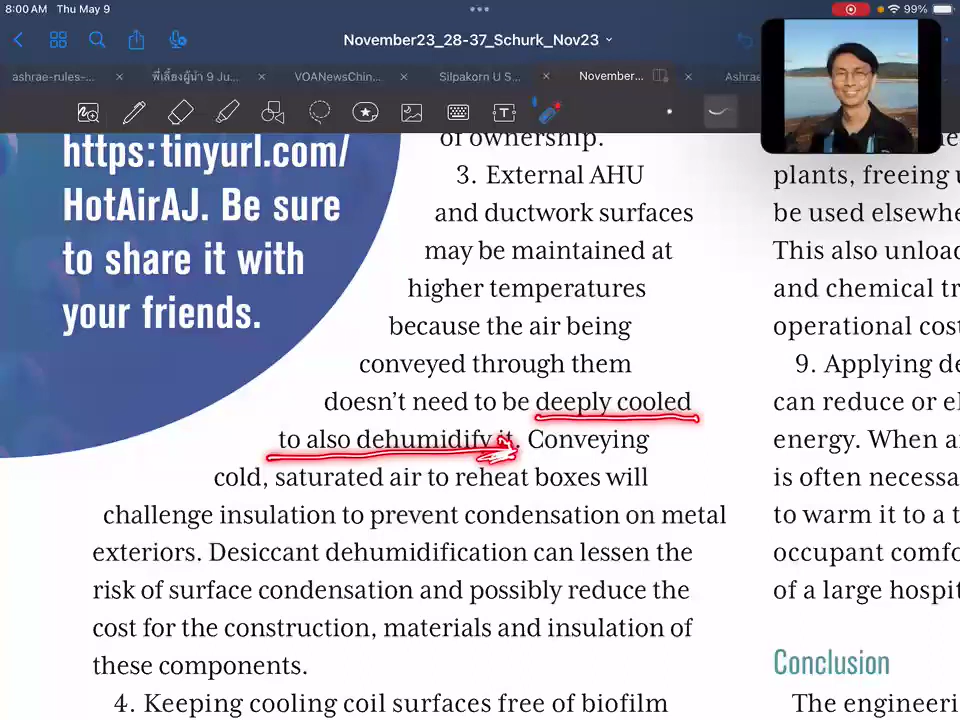 8:00 AM Thu May 9
99%
November23_28-37_Schurk_Nov23
ashrae-rules-...
พี่เลี้ยงผู้นำ 9 Ju...
VOANewsChin...
Silpakorn U S...
November...
Ashrae
https:tinyurl.com/
HotAirAJ. Be sure
to share it with
your friends.
of ownership.
3. External AHU
and ductwork surfaces
may be maintained at
higher temperatures
because the air being
conveyed through them
doesn't need to be deeply cooled
to also dehumidify it. Conveying
cold, saturated air to reheat boxes will
challenge insulation to prevent condensation on metal
exteriors. Desiccant dehumidification can lessen the
risk of surface condensation and possibly reduce the
cost for the construction, materials and insulation of
these components.
4. Keeping cooling coil surfaces free of biofilm
plants, freeing u
be used elsewhe
This also unload
and chemical tr
operational cost
9. Applying de
can reduce or el
energy. When a
is often necessa
to warm it to a t
occupant comfo
of a large hospit
Conclusion
The engineeri